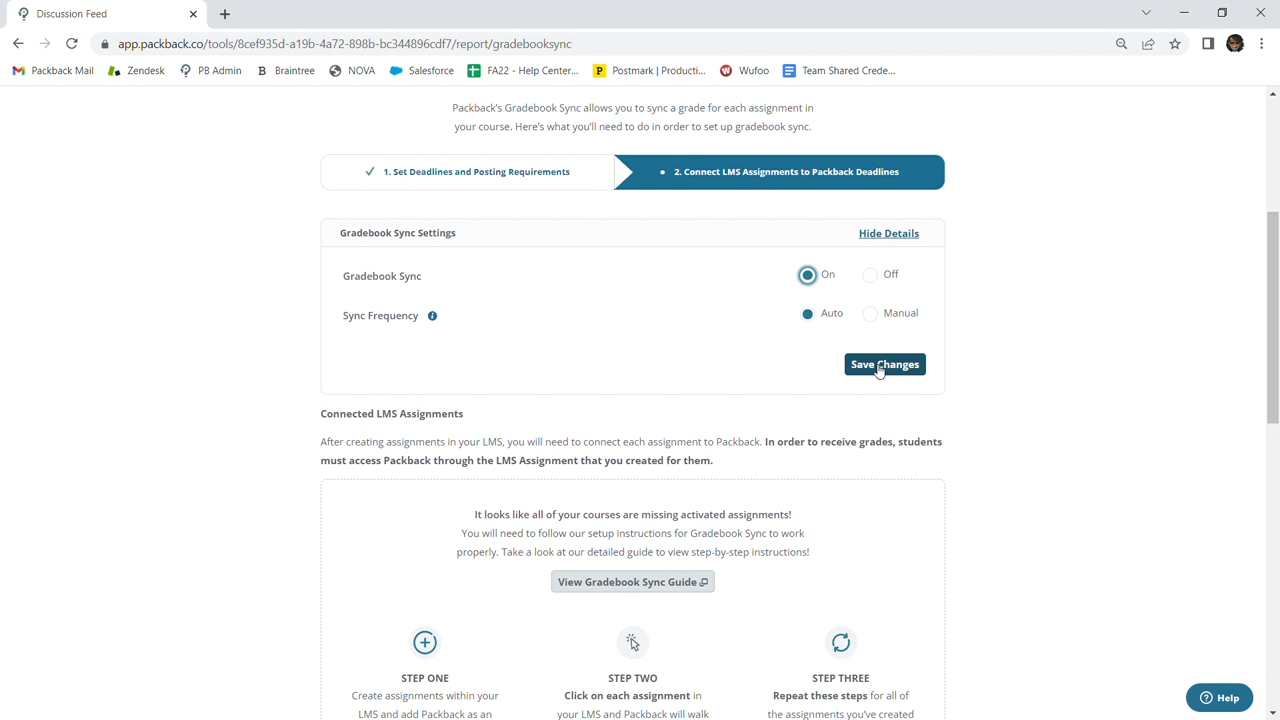 Discussion Feed
app.packback.co/tools/8cef935d-a19b-4a72-898b-bc344896cdf7/report/gradebooksync
Packback Mail Zendesk PB Admin B Braintree NOVA Salesforce FA22 - Help Center... P Postmark | Producti... W Wufoo Team Shared Crede...
Packback's Gradebook Sync allows you to sync a grade for each assignment in
your course. Here's what you'll need to do in order to set up gradebook sync.
✓ 1. Set Deadlines and Posting Requirements
• 2. Connect LMS Assignments to Packback Deadlines
Gradebook Sync Settings Hide Details
Gradebook Sync On Off
Sync Frequency i Auto Manual
Save Changes
Connected LMS Assignments
After creating assignments in your LMS, you will need to connect each assignment to Packback. In order to receive grades, students
must access Packback through the LMS Assignment that you created for them.
It looks like all of your courses are missing activated assignments!
You will need to follow our setup instructions for Gradebook Sync to work
properly. Take a look at our detailed guide to view step-by-step instructions!
View Gradebook Sync Guide
STEP ONE
Create assignments within your
LMS and add Packback as an
STEP TWO
Click on each assignment in
your LMS and Packback will walk
STEP THREE
Repeat these steps for all of
the assignments you've created
? Help